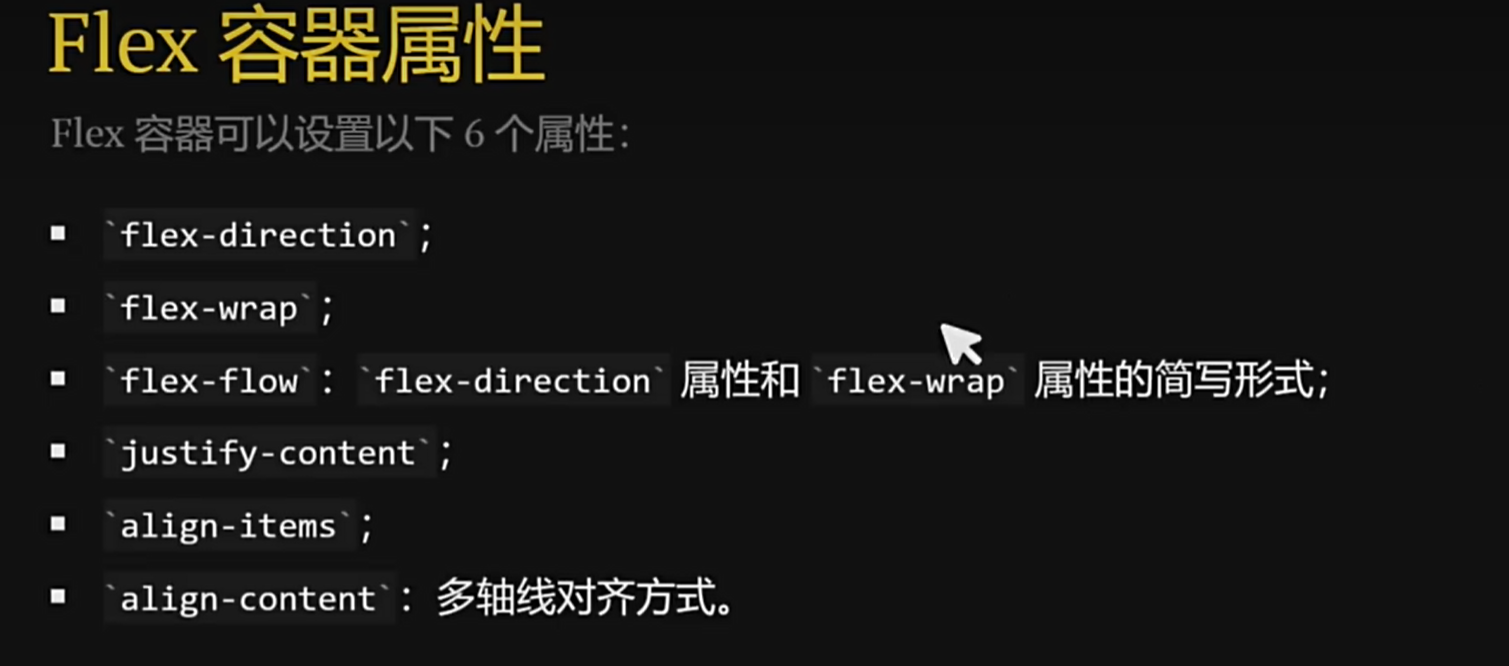 Flex 容器属性
Flex 容器可以设置以下 6 个属性：
`flex-direction`；
`flex-wrap`；
`flex-flow`：`flex-direction` 属性和 `flex-wrap` 属性的简写形式；
`justify-content`；
`align-items`；
`align-content`：多轴线对齐方式。